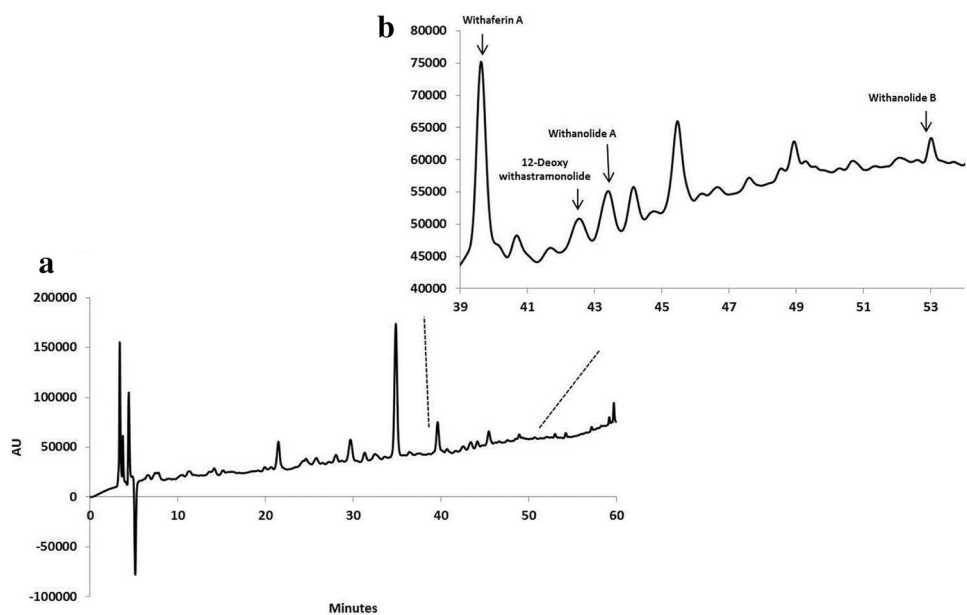 b
Withaferin A
80000
75000
70000
65000
60000
55000
50000
45000
40000
Withanolide B
Withanolide A
12-Deoxy
withastramonolide
39 41 43 45 47 49 51 53
a
200000
150000
100000
50000
0
-50000
-100000
AU
0 10 20 30 40 50 60
Minutes